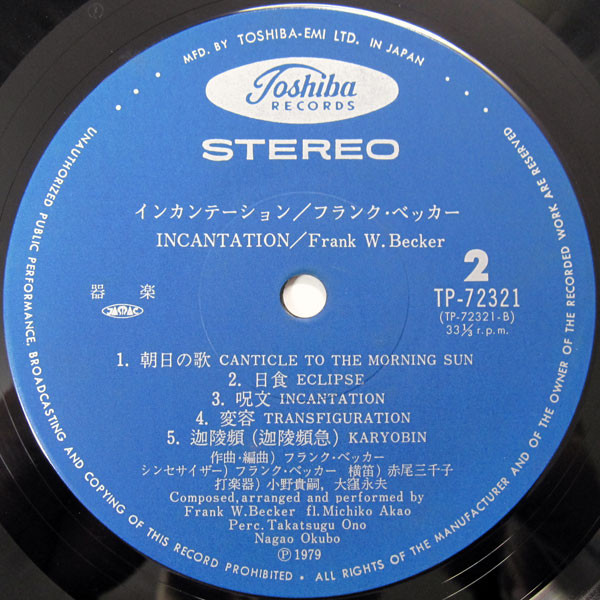 MFD. BY TOSHIBA-EMI LTD. IN JAPAN
Toshiba
RECORDS
STEREO
インカンテーション/フランク・ベッカー
INCANTATION/Frank W. Becker
2
器楽
JASRAC
TP-72321
(TP-72321-B)
33⅓ r.p.m.
1. 朝日の歌 CANTICLE TO THE MORNING SUN
2. 日食 ECLIPSE
3. 呪文 INCANTATION
4. 変容 TRANSFIGURATION
5. 迦陵頻 (迦陵頻急) KARYOBIN
作曲・編曲) フランク・ベッカー
シンセサイザー) フランク・ベッカー 横笛) 赤尾三千子
打楽器) 小野貴嗣, 大窪永夫
Composed, arranged and performed by
Frank W. Becker fl. Michiko Akao
Perc. Takatsugu Ono
Nagao Okubo
Ⓟ 1979
UNAUTHORIZED PUBLIC PERFORMANCE, BROADCASTING AND COPYING OF THIS RECORD PROHIBITED • ALL RIGHTS OF THE MANUFACTURER AND OF THE OWNER OF THE RECORDED WORK ARE RESERVED